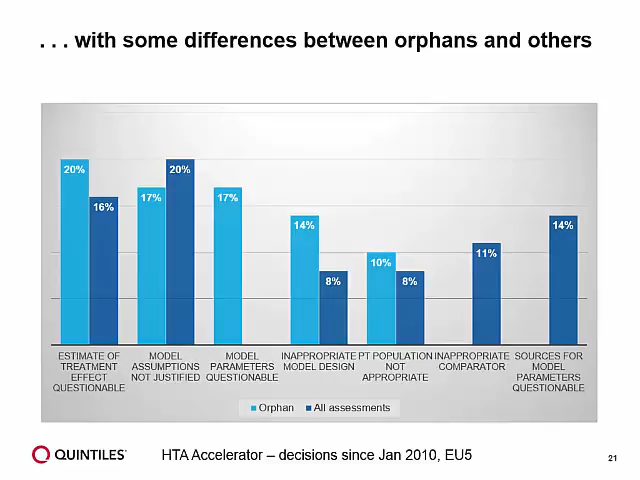 . . . with some differences between orphans and others
20%
16%
17%
20%
17%
14%
8%
10%
8%
11%
14%
ESTIMATE OF TREATMENT EFFECT QUESTIONABLE
MODEL ASSUMPTIONS NOT JUSTIFIED
MODEL PARAMETERS QUESTIONABLE
INAPPROPRIATE MODEL DESIGN
PT POPULATION NOT APPROPRIATE
INAPPROPRIATE COMPARATOR
SOURCES FOR MODEL PARAMETERS QUESTIONABLE
Orphan All assessments
QUINTILES
HTA Accelerator – decisions since Jan 2010, EU5
21